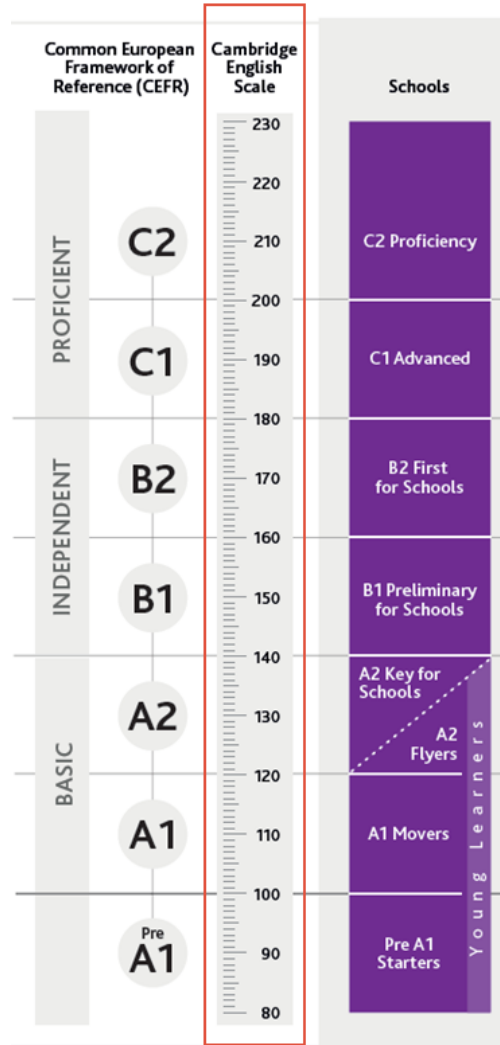 Common European
Framework of
Reference (CEFR)
Cambridge
English
Scale
Schools
PROFICIENT
INDEPENDENT
BASIC
C2
C1
B2
B1
A2
A1
Pre
A1
230
220
210
200
190
180
170
160
150
140
130
120
110
100
90
80
C2 Proficiency
C1 Advanced
B2 First
for Schools
B1 Preliminary
for Schools
A2 Key for
Schools
A2
Flyers
A1 Movers
Pre A1
Starters
Young Learners